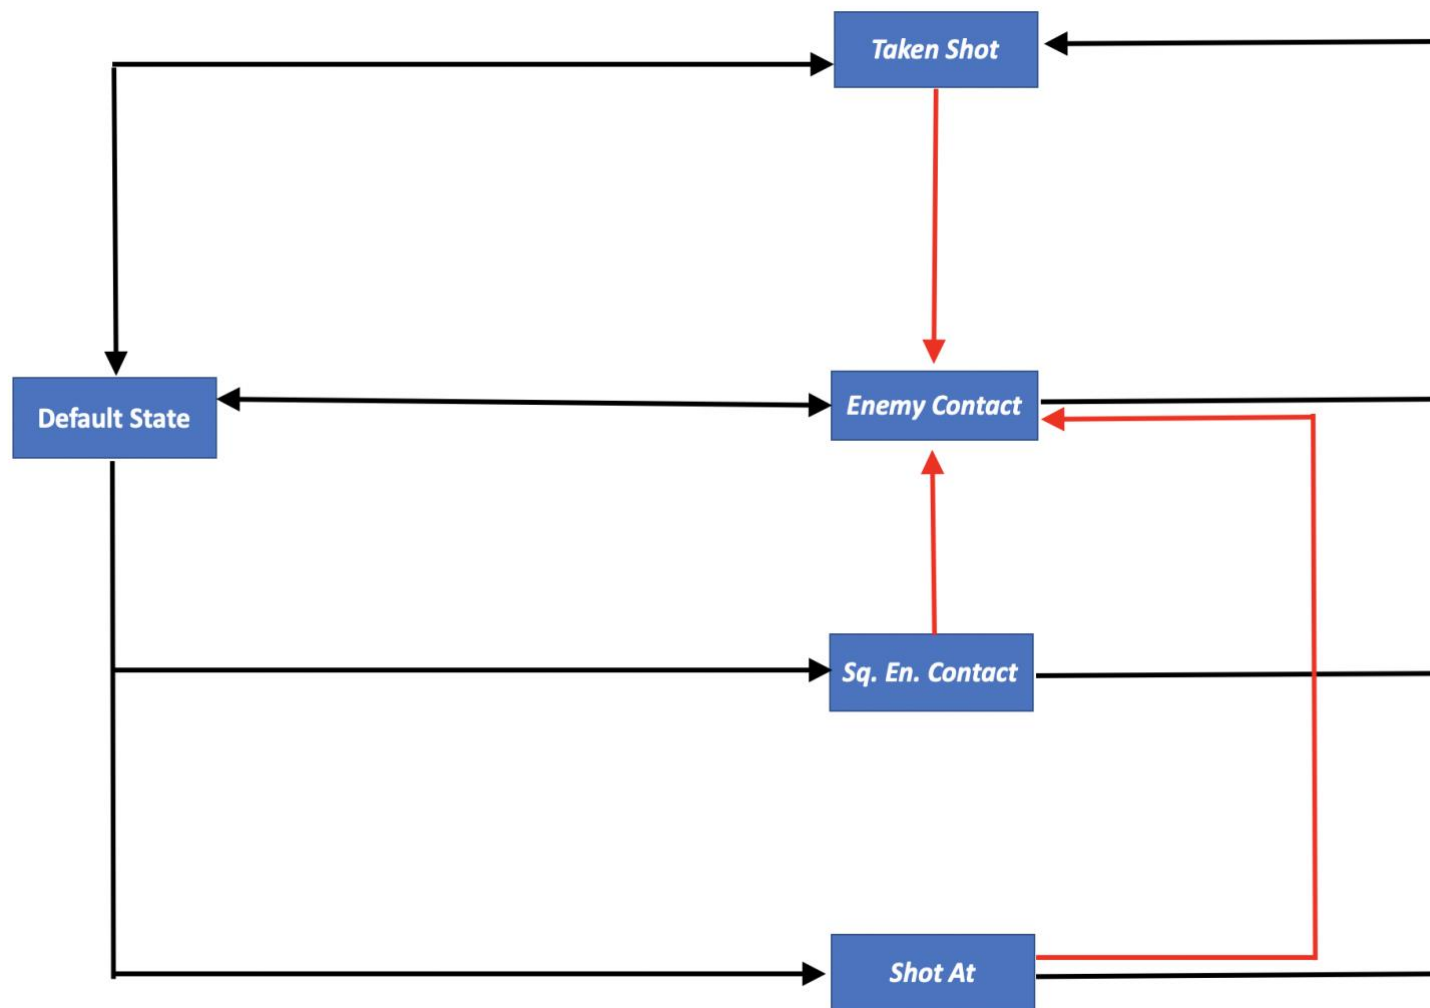 Taken Shot
Default State
Enemy Contact
Sq. En. Contact
Shot At